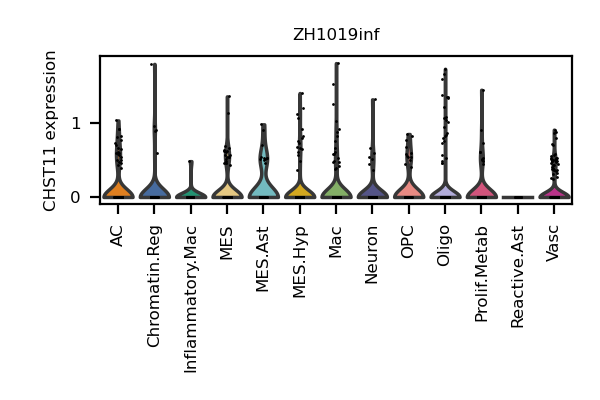 ZH1019inf
CHST11 expression
1
0
AC
Chromatin.Reg
Inflammatory.Mac
MES
MES.Ast
MES.Hyp
Mac
Neuron
OPC
Oligo
Prolif.Metab
Reactive.Ast
Vasc